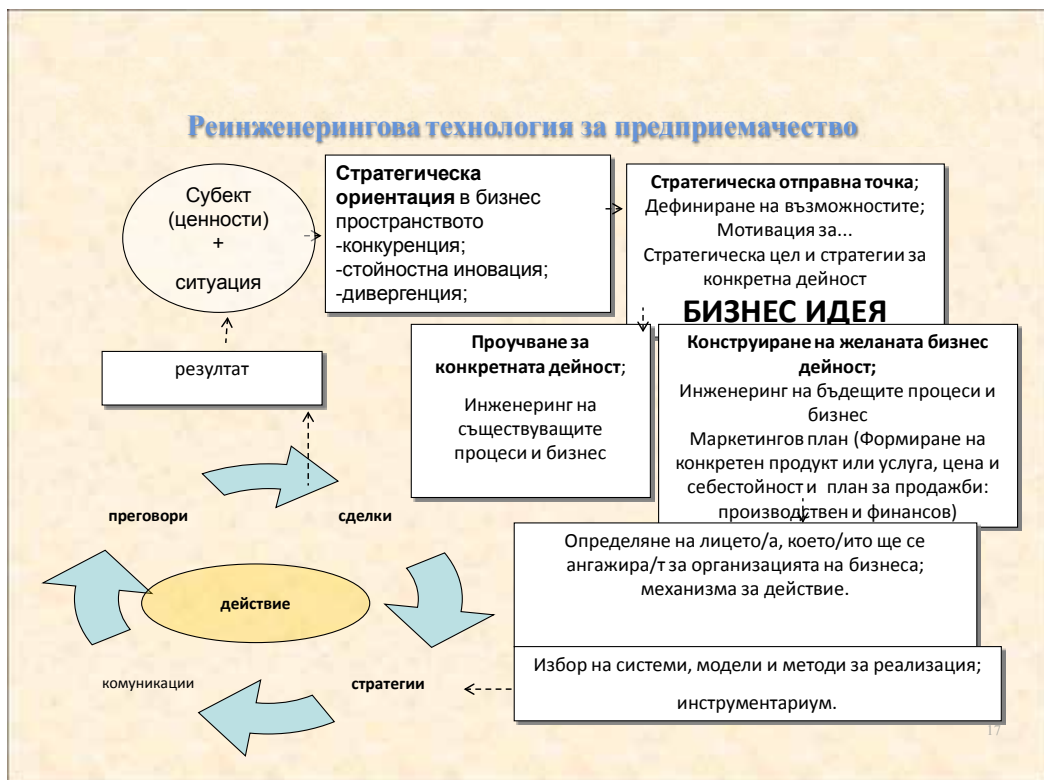 Реинженерингова технология за предприемачество
Субект
(ценности)
+
ситуация
Стратегическа
ориентация в бизнес
пространството
-конкуренция;
-стойностна иновация;
-дивергенция;
Стратегическа отправна точка;
Дефиниране на възможностите;
Мотивация за...
Стратегическа цел и стратегии за
конкретна дейност
БИЗНЕС ИДЕЯ
Проучване за
конкретната дейност;
Инженеринг на
съществуващите
процеси и бизнес
Конструиране на желаната бизнес
дейност;
Инженеринг на бъдещите процеси и
бизнес
Маркетингов план (Формиране на
конкретен продукт или услуга, цена и
себестойност и план за продажби:
производствен и финансов)
Определяне на лицето/а, което/ито ще се
ангажира/т за организацията на бизнеса;
механизма за действие.
Избор на системи, модели и методи за реализация;
инструментариум.
резултат
преговори
сделки
действие
комуникации
стратегии
17